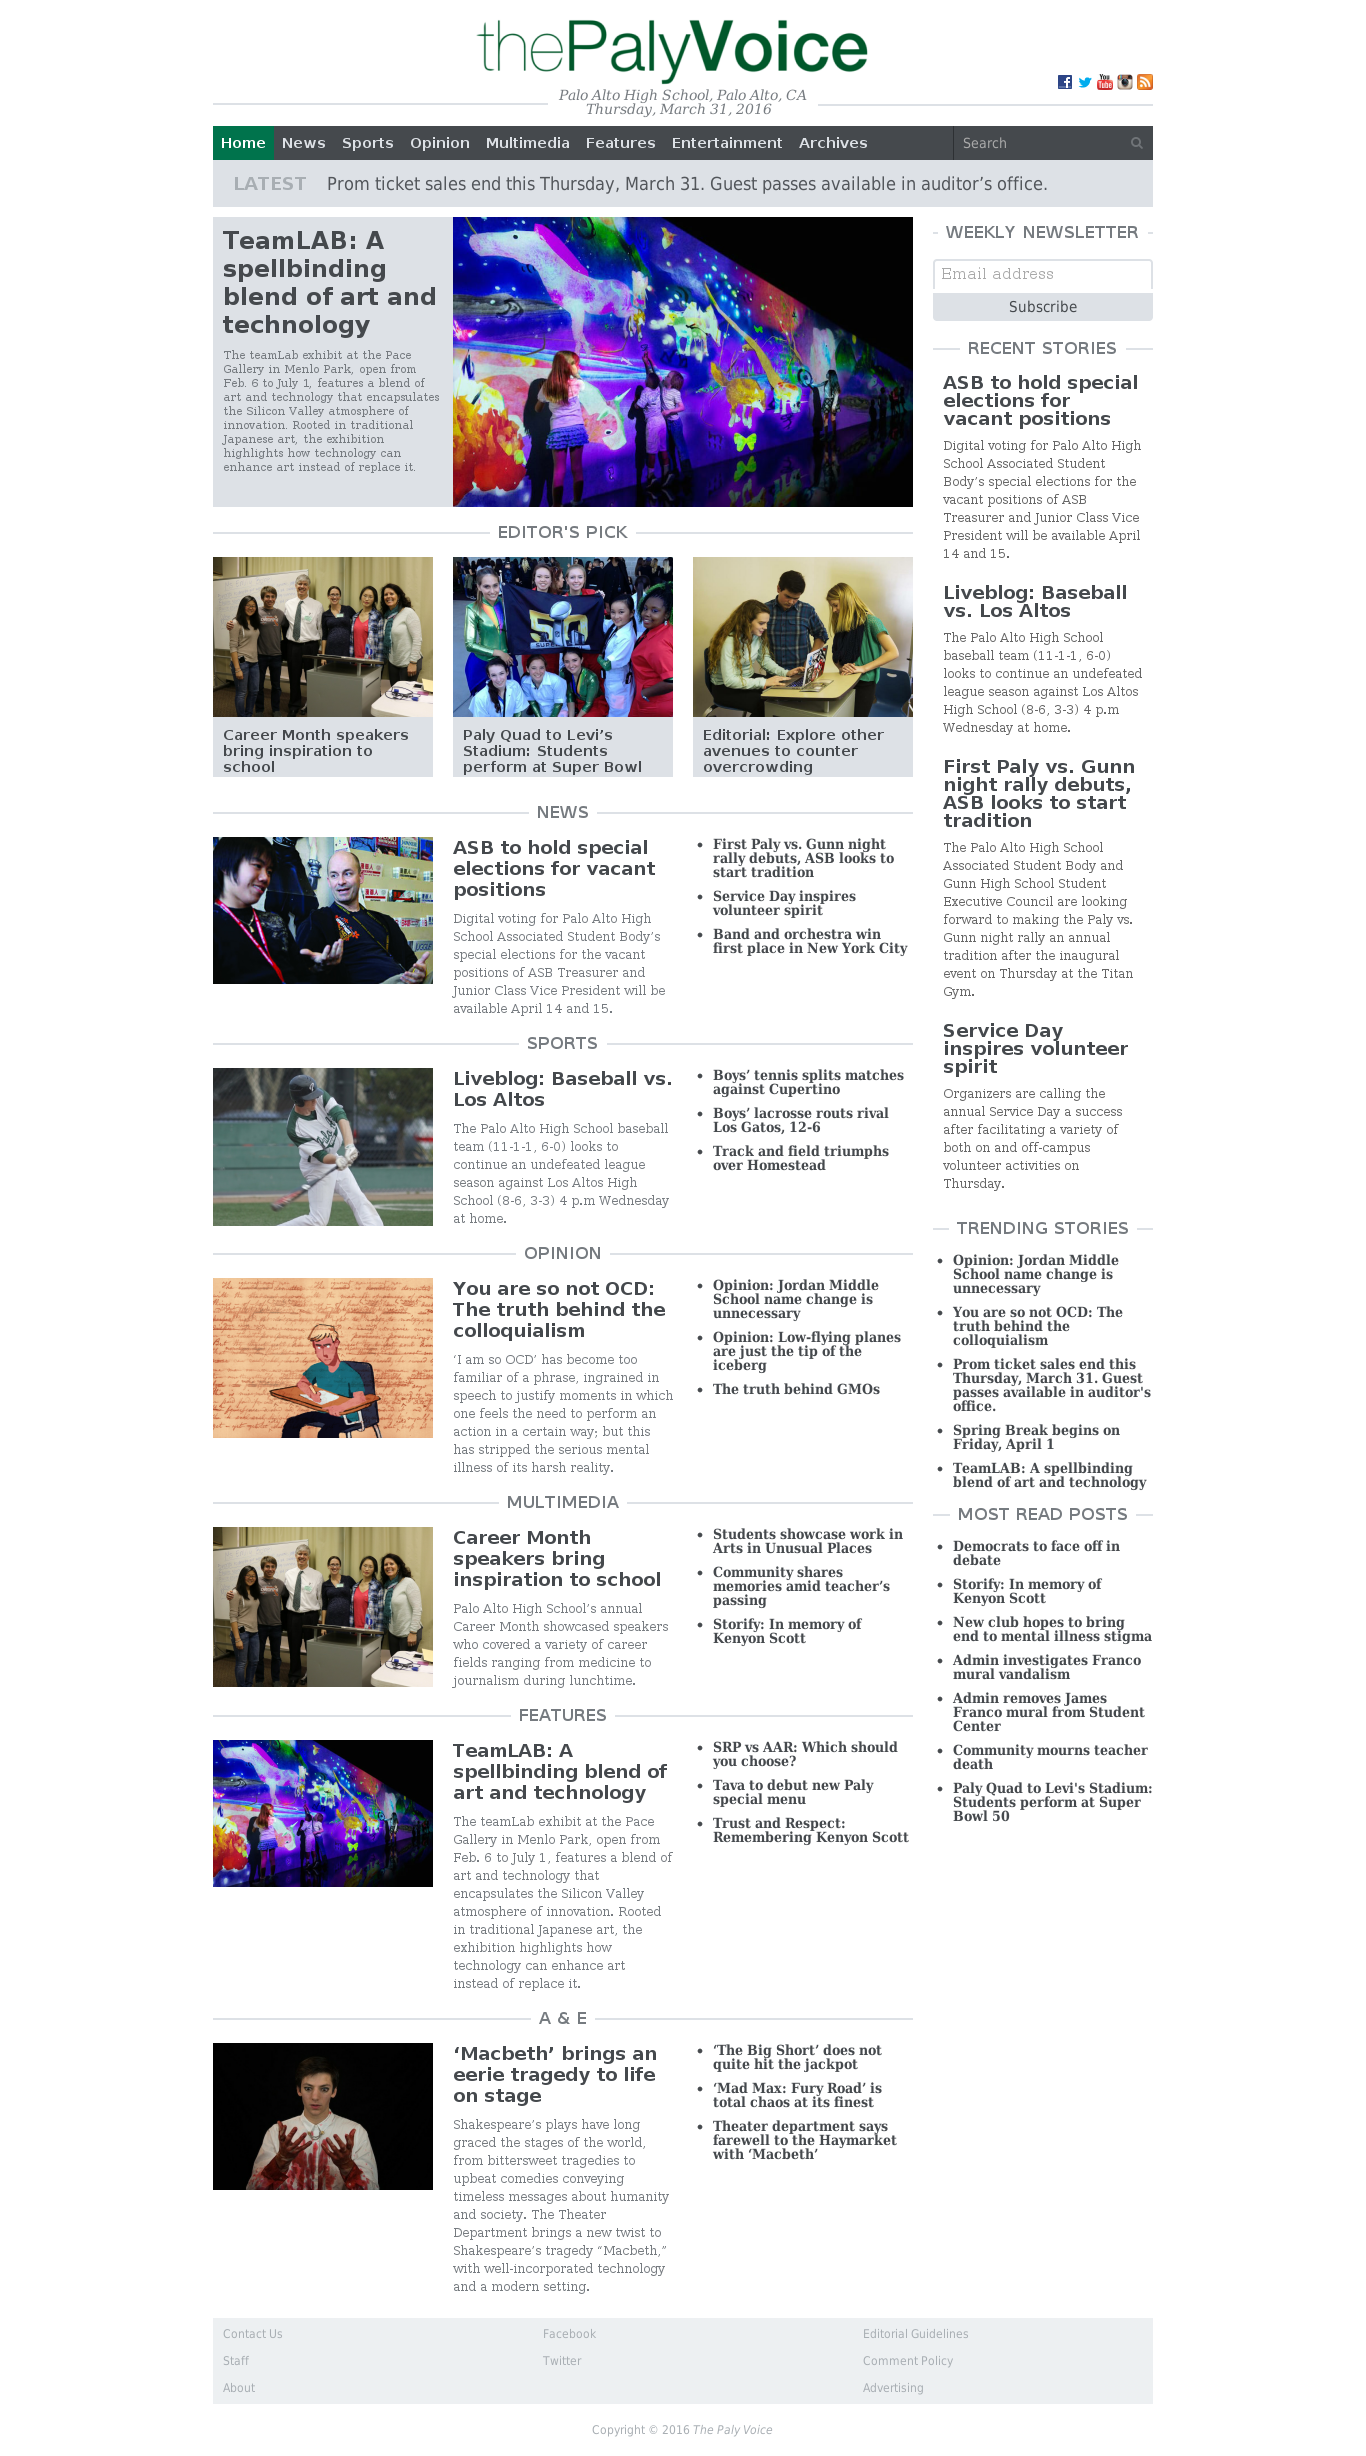 thePalyVoice
Palo Alto High School, Palo Alto, CA
Thursday, March 31, 2016
Home News Sports Opinion Multimedia Features Entertainment Archives Search
LATEST Prom ticket sales end this Thursday, March 31. Guest passes available in auditor’s office.
TeamLAB: A
spellbinding
blend of art and
technology
The teamLab exhibit at the Pace
Gallery in Menlo Park, open from
Feb. 6 to July 1, features a blend of
art and technology that encapsulates
the Silicon Valley atmosphere of
innovation. Rooted in traditional
Japanese art, the exhibition
highlights how technology can
enhance art instead of replace it.
EDITOR'S PICK
Career Month speakers
bring inspiration to
school
Paly Quad to Levi’s
Stadium: Students
perform at Super Bowl
Editorial: Explore other
avenues to counter
overcrowding
NEWS
ASB to hold special
elections for vacant
positions
Digital voting for Palo Alto High
School Associated Student Body’s
special elections for the vacant
positions of ASB Treasurer and
Junior Class Vice President will be
available April 14 and 15.
• First Paly vs. Gunn night
rally debuts, ASB looks to
start tradition
• Service Day inspires
volunteer spirit
• Band and orchestra win
first place in New York City
SPORTS
Liveblog: Baseball vs.
Los Altos
The Palo Alto High School baseball
team (11-1-1, 6-0) looks to
continue an undefeated league
season against Los Altos High
School (8-6, 3-3) 4 p.m Wednesday
at home.
• Boys’ tennis splits matches
against Cupertino
• Boys’ lacrosse routs rival
Los Gatos, 12-6
• Track and field triumphs
over Homestead
OPINION
You are so not OCD:
The truth behind the
colloquialism
‘I am so OCD’ has become too
familiar of a phrase, ingrained in
speech to justify moments in which
one feels the need to perform an
action in a certain way; but this
has stripped the serious mental
illness of its harsh reality.
• Opinion: Jordan Middle
School name change is
unnecessary
• Opinion: Low-flying planes
are just the tip of the
iceberg
• The truth behind GMOs
MULTIMEDIA
Career Month
speakers bring
inspiration to school
Palo Alto High School’s annual
Career Month showcased speakers
who covered a variety of career
fields ranging from medicine to
journalism during lunchtime.
• Students showcase work in
Arts in Unusual Places
• Community shares
memories amid teacher’s
passing
• Storify: In memory of
Kenyon Scott
FEATURES
TeamLAB: A
spellbinding blend of
art and technology
The teamLab exhibit at the Pace
Gallery in Menlo Park, open from
Feb. 6 to July 1, features a blend of
art and technology that
encapsulates the Silicon Valley
atmosphere of innovation. Rooted
in traditional Japanese art, the
exhibition highlights how
technology can enhance art
instead of replace it.
• SRP vs AAR: Which should
you choose?
• Tava to debut new Paly
special menu
• Trust and Respect:
Remembering Kenyon Scott
A & E
‘Macbeth’ brings an
eerie tragedy to life
on stage
Shakespeare’s plays have long
graced the stages of the world,
from bittersweet tragedies to
upbeat comedies conveying
timeless messages about humanity
and society. The Theater
Department brings a new twist to
Shakespeare’s tragedy “Macbeth,”
with well-incorporated technology
and a modern setting.
• ‘The Big Short’ does not
quite hit the jackpot
• ‘Mad Max: Fury Road’ is
total chaos at its finest
• Theater department says
farewell to the Haymarket
with ‘Macbeth’
WEEKLY NEWSLETTER
Email address
Subscribe
RECENT STORIES
ASB to hold special
elections for
vacant positions
Digital voting for Palo Alto High
School Associated Student
Body’s special elections for the
vacant positions of ASB
Treasurer and Junior Class Vice
President will be available April
14 and 15.
Liveblog: Baseball
vs. Los Altos
The Palo Alto High School
baseball team (11-1-1, 6-0)
looks to continue an undefeated
league season against Los Altos
High School (8-6, 3-3) 4 p.m
Wednesday at home.
First Paly vs. Gunn
night rally debuts,
ASB looks to start
tradition
The Palo Alto High School
Associated Student Body and
Gunn High School Student
Executive Council are looking
forward to making the Paly vs.
Gunn night rally an annual
tradition after the inaugural
event on Thursday at the Titan
Gym.
Service Day
inspires volunteer
spirit
Organizers are calling the
annual Service Day a success
after facilitating a variety of
both on and off-campus
volunteer activities on
Thursday.
TRENDING STORIES
• Opinion: Jordan Middle
School name change is
unnecessary
• You are so not OCD: The
truth behind the
colloquialism
• Prom ticket sales end this
Thursday, March 31. Guest
passes available in auditor's
office.
• Spring Break begins on
Friday, April 1
• TeamLAB: A spellbinding
blend of art and technology
MOST READ POSTS
• Democrats to face off in
debate
• Storify: In memory of
Kenyon Scott
• New club hopes to bring
end to mental illness stigma
• Admin investigates Franco
mural vandalism
• Admin removes James
Franco mural from Student
Center
• Community mourns teacher
death
• Paly Quad to Levi's Stadium:
Students perform at Super
Bowl 50
Contact Us Facebook Editorial Guidelines
Staff Twitter Comment Policy
About Advertising
Copyright © 2016 The Paly Voice